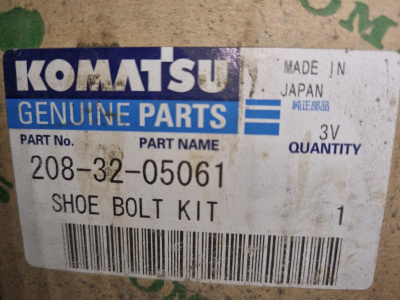 KOMATSU
MADE IN
JAPAN
GENUINE PARTS
純正部品
PART No. PART NAME 3V
QUANTITY
208-32-05061
SHOE BOLT KIT 1